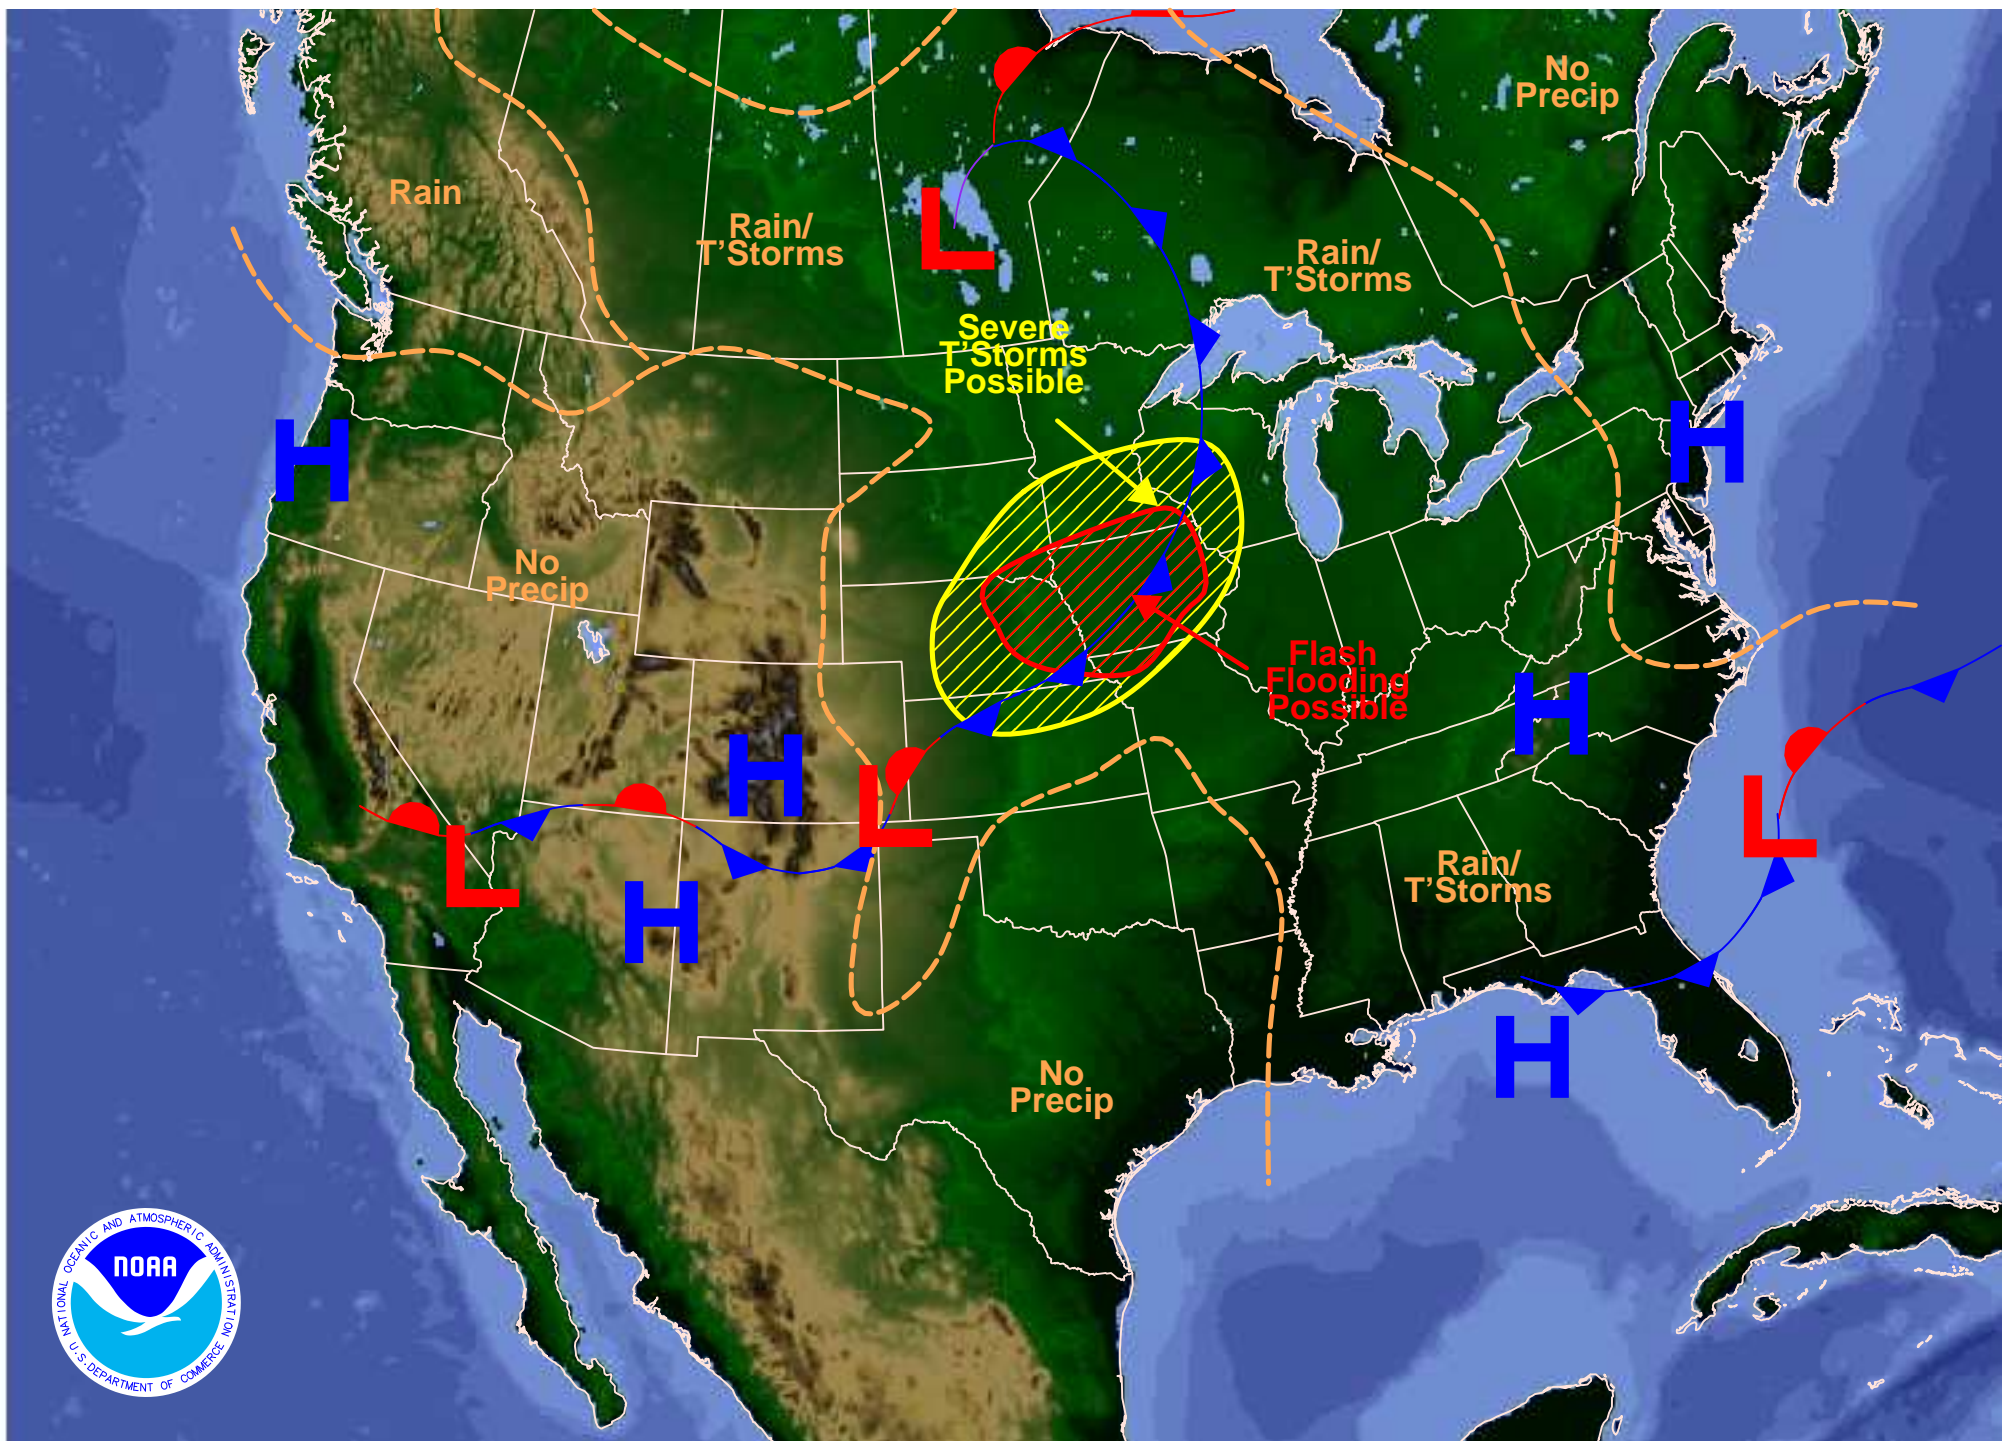 No
Precip
Rain
Rain/
T'Storms
Rain/
T'Storms
L
Severe
T'Storms
Possible
H
H
No
Precip
Flash
Flooding
Possible
H
H
L
L
L
Rain/
T'Storms
H
H
No
Precip
NATIONAL OCEANIC AND ATMOSPHERIC ADMINISTRATION
NOAA
U.S. DEPARTMENT OF COMMERCE